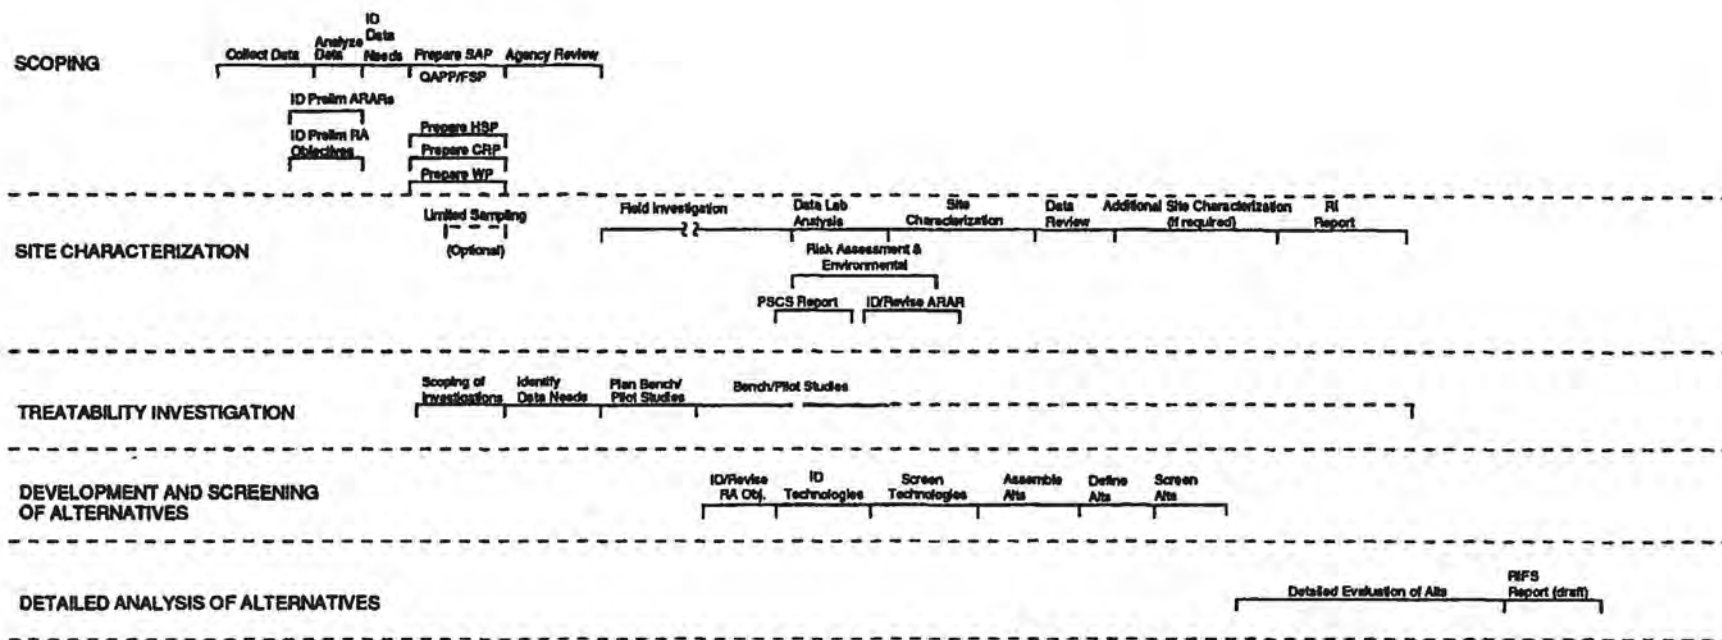 SCOPING
Collect Data
Analyze
Data
ID
Data
Needs
Prepare SAP
QAPP/FSP
Agency Review
ID Prelim ARARs
ID Prelim RA
Objectives
Prepare HSP
Prepare CRP
Prepare WP
SITE CHARACTERIZATION
Limited Sampling
(Optional)
Field Investigation
Data Lab
Analysis
Site
Characterization
Data
Review
Additional Site Characterization
(if required)
RI
Report
Risk Assessment &
Environmental
PSCS Report
ID/Revise ARAR
TREATABILITY INVESTIGATION
Scoping of
Investigations
Identify
Data Needs
Plan Bench/
Pilot Studies
Bench/Pilot Studies
DEVELOPMENT AND SCREENING
OF ALTERNATIVES
ID/Revise
RA Obj.
ID
Technologies
Screen
Technologies
Assemble
Alts
Define
Alts
Screen
Alts
DETAILED ANALYSIS OF ALTERNATIVES
Detailed Evaluation of Alts
RI/FS
Report (draft)